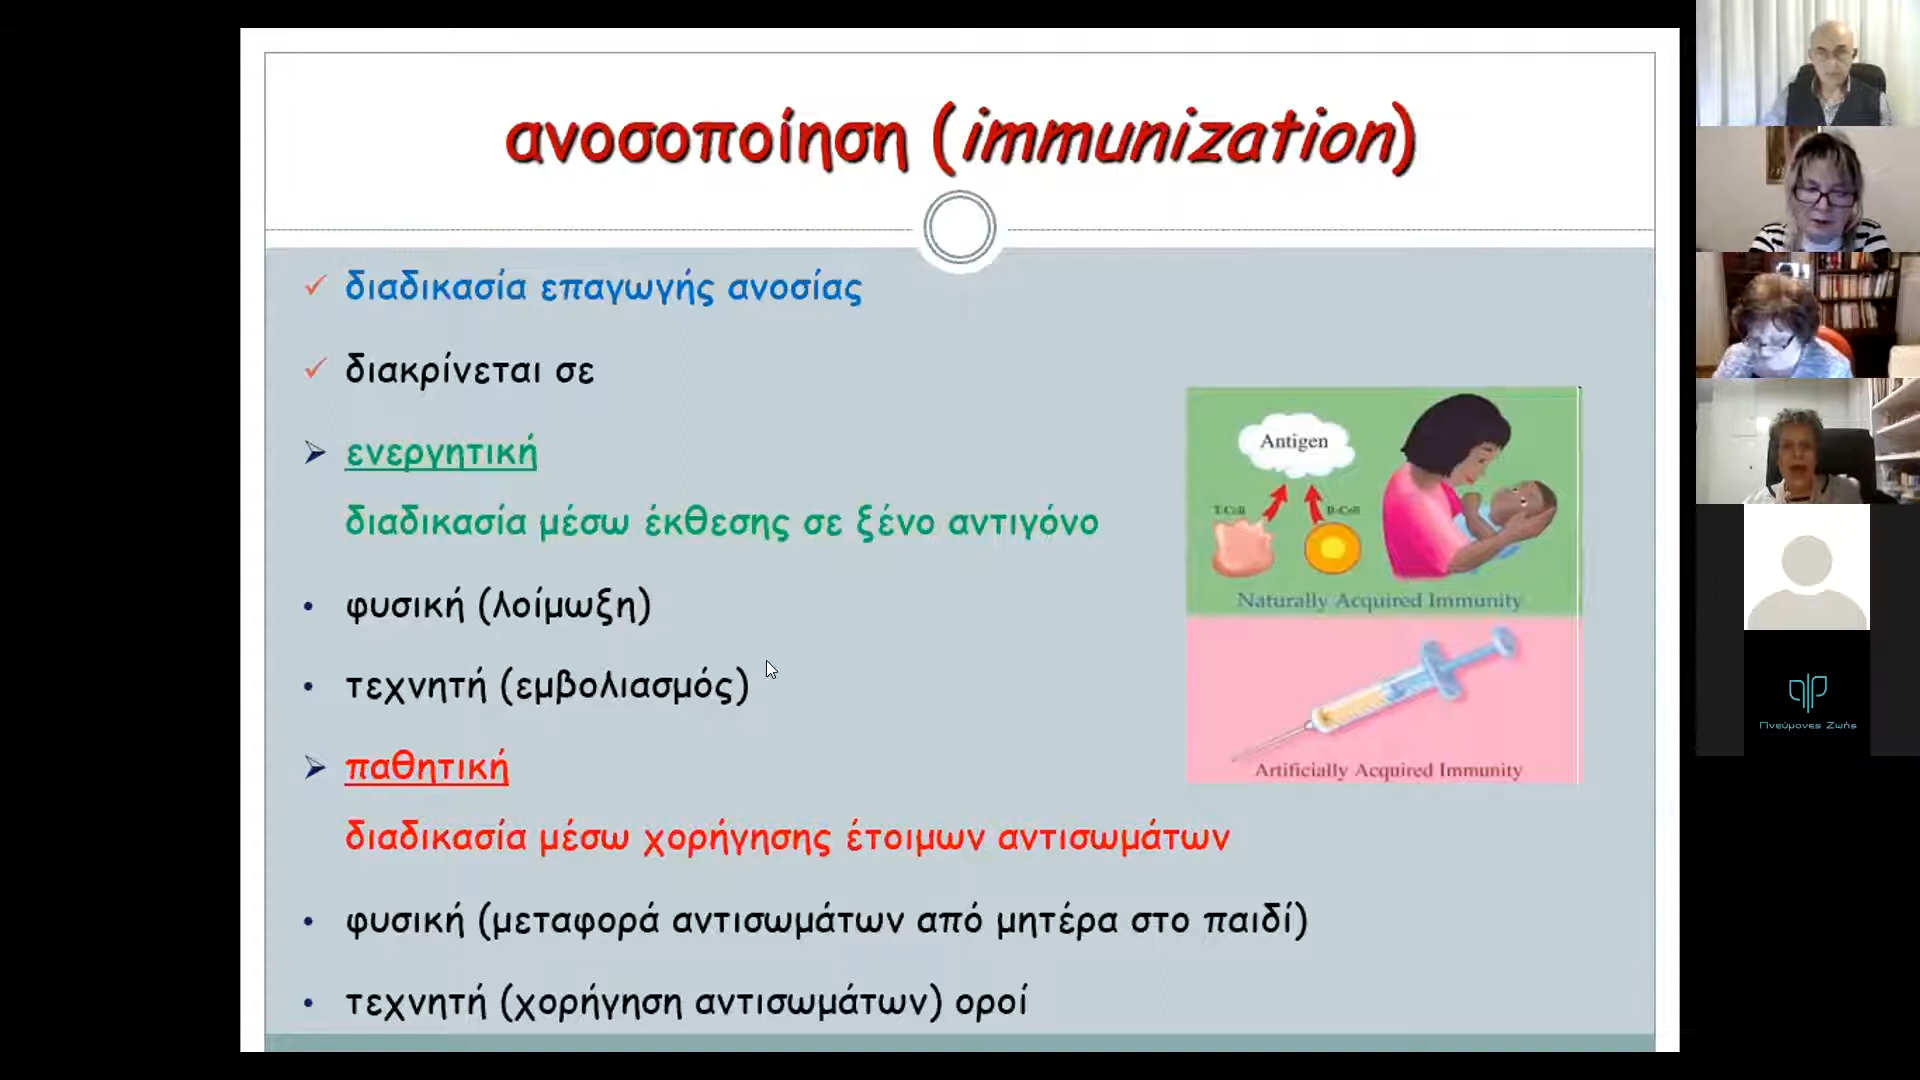 ανοσοποίηση (immunization)
διαδικασία επαγωγής ανοσίας
διακρίνεται σε
ενεργητική
διαδικασία μέσω έκθεσης σε ξένο αντιγόνο
φυσική (λοίμωξη)
τεχνητή (εμβολιασμός)
παθητική
διαδικασία μέσω χορήγησης έτοιμων αντισωμάτων
φυσική (μεταφορά αντισωμάτων από μητέρα στο παιδί)
τεχνητή (χορήγηση αντισωμάτων) οροί
Antigen
T-Cell
B-Cell
Naturally Acquired Immunity
Artificially Acquired Immunity
Πνεύμονες Ζωής